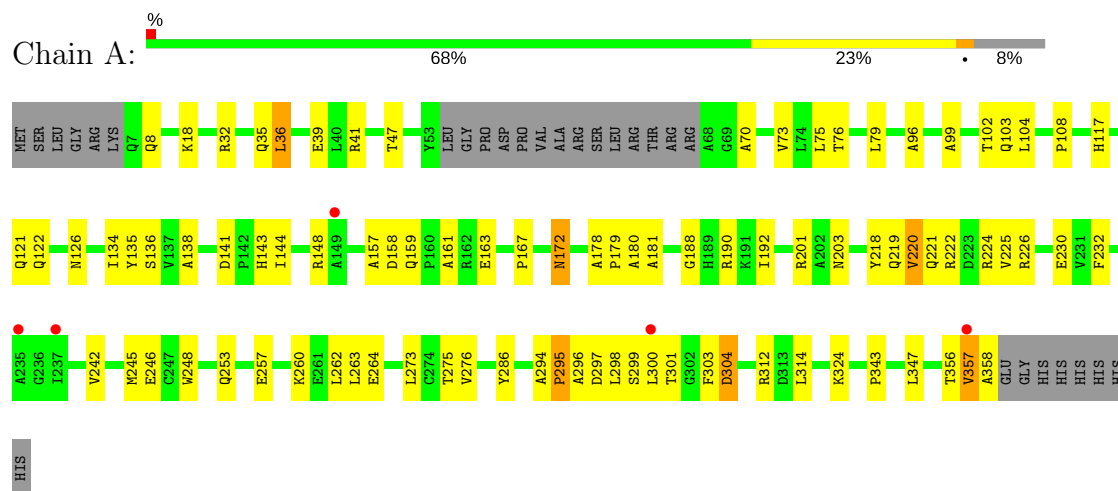 %
Chain A:
68% 23% • 8%
MET SER LEU GLY ARG LYS Q7 Q8 K18 R32 Q35 L36 E39 L40 R41 T47 Y53 LEU GLY PRO ASP PRO VAL ALA ARG SER LEU ARG THR ARG ARG A68 G69 A70 V73 L74 L75 T76 L79 A96 A99 T102 Q103 L104 P108 H117
Q121 Q122 N126 I134 Y135 S136 V137 A138 D141 P142 H143 I144 R148 A149 A157 D158 Q159 P160 A161 R162 E163 P167 N172 A178 P179 A180 A181 G188 H189 R190 K191 I192 R201 A202 N203 Y218 Q219 V220 Q221 R222 D223 R224 V225 R226 E230 V231 F232
A235 G236 I237 V242 M245 E246 C247 W248 Q253 E257 K260 E261 L262 L263 E264 L273 C274 T275 V276 Y286 A294 P295 A296 D297 L298 S299 L300 T301 G302 F303 D304 R312 D313 L314 K324 P343 L347 T356 V357 A358 GLU GLY HIS HIS HIS HIS HIS
HIS